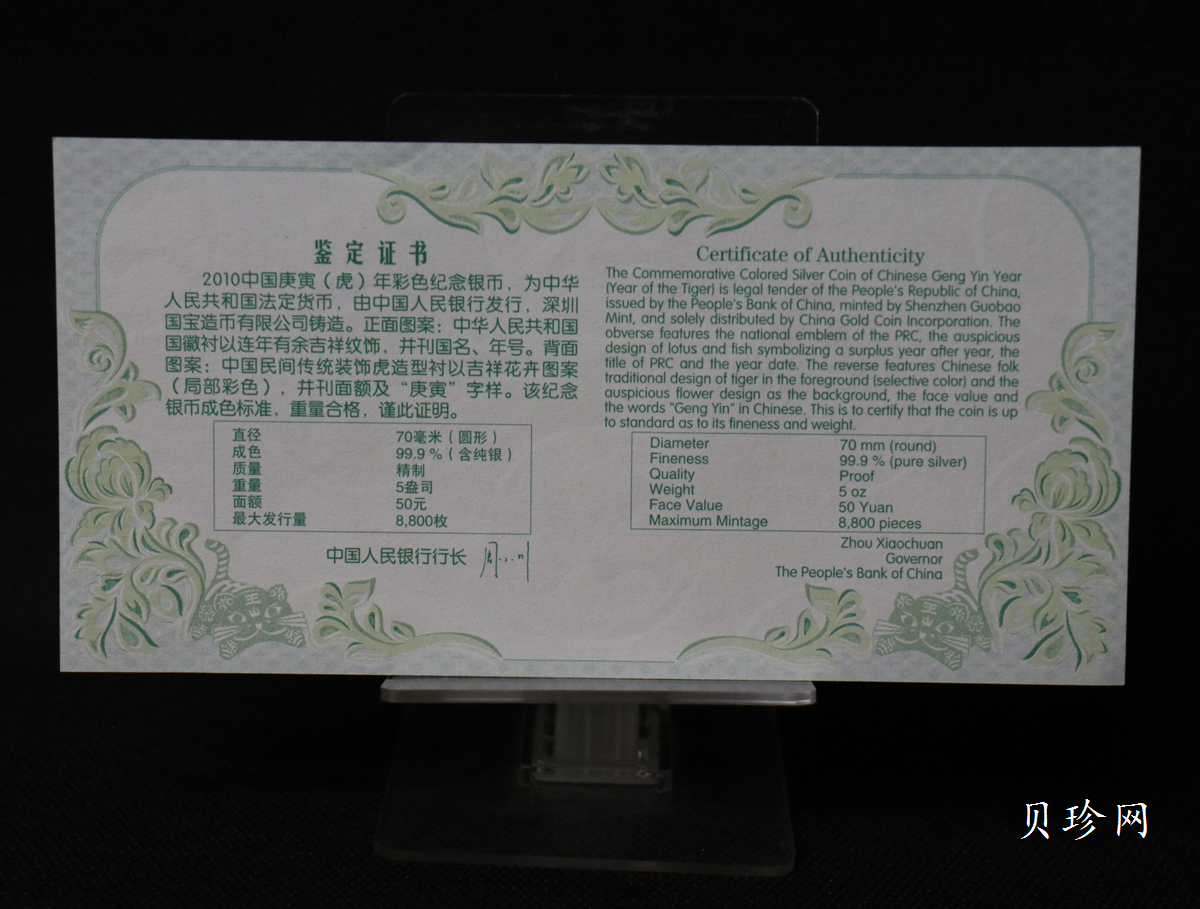 鉴定证书
2010中国庚寅（虎）年彩色纪念银币，为中华
人民共和国法定货币，由中国人民银行发行，深圳
国宝造币有限公司铸造。正面图案：中华人民共和国
国徽衬以连年有余吉祥纹饰，并刊国名、年号。背面
图案：中国民间传统装饰虎造型衬以吉祥花卉图案
（局部彩色），并刊面额及“庚寅”字样。该纪念
银币成色标准，重量合格，谨此证明。
直径 70毫米（圆形）
成色 99.9％（含纯银）
质量 精制
重量 5盎司
面额 50元
最大发行量 8,800枚
中国人民银行行长
Certificate of Authenticity
The Commemorative Colored Silver Coin of Chinese Geng Yin Year
(Year of the Tiger) is legal tender of the People's Republic of China,
issued by the People's Bank of China, minted by Shenzhen Guobao
Mint, and solely distributed by China Gold Coin Incorporation. The
obverse features the national emblem of the PRC, the auspicious
design of lotus and fish symbolizing a surplus year after year, the
title of PRC and the year date. The reverse features Chinese folk
traditional design of tiger in the foreground (selective color) and the
auspicious flower design as the background, the face value and
the words "Geng Yin" in Chinese. This is to certify that the coin is up
to standard as to its fineness and weight.
Diameter 70 mm (round)
Fineness 99.9 % (pure silver)
Quality Proof
Weight 5 oz
Face Value 50 Yuan
Maximum Mintage 8,800 pieces
Zhou Xiaochuan
Governor
The People's Bank of China
贝珍网